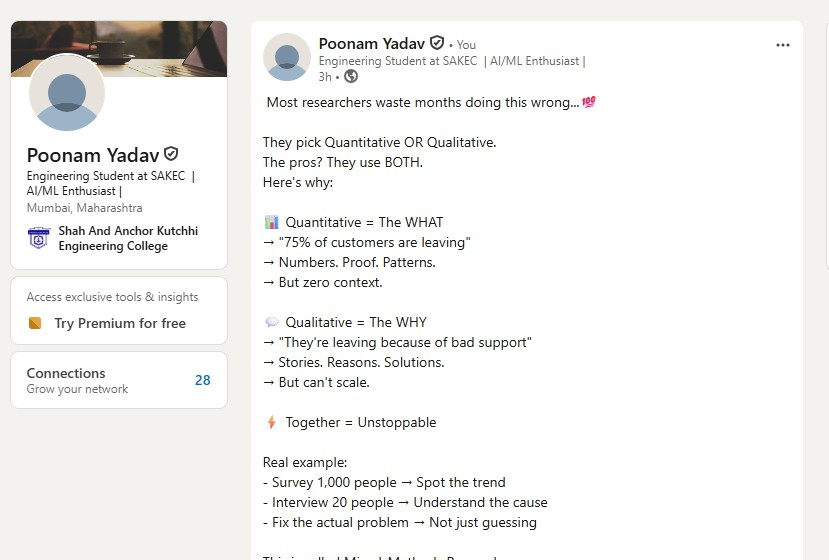 Poonam Yadav
Engineering Student at SAKEC |
AI/ML Enthusiast |
Mumbai, Maharashtra
Shah And Anchor Kutchhi
Engineering College
Access exclusive tools & insights
Try Premium for free
Connections
28
Grow your network
Poonam Yadav • You
Engineering Student at SAKEC | AI/ML Enthusiast |
3h •
Most researchers waste months doing this wrong...💯
They pick Quantitative OR Qualitative.
The pros? They use BOTH.
Here's why:
📊 Quantitative = The WHAT
→ "75% of customers are leaving"
→ Numbers. Proof. Patterns.
→ But zero context.
💬 Qualitative = The WHY
→ "They're leaving because of bad support"
→ Stories. Reasons. Solutions.
→ But can't scale.
⚡ Together = Unstoppable
Real example:
- Survey 1,000 people → Spot the trend
- Interview 20 people → Understand the cause
- Fix the actual problem → Not just guessing